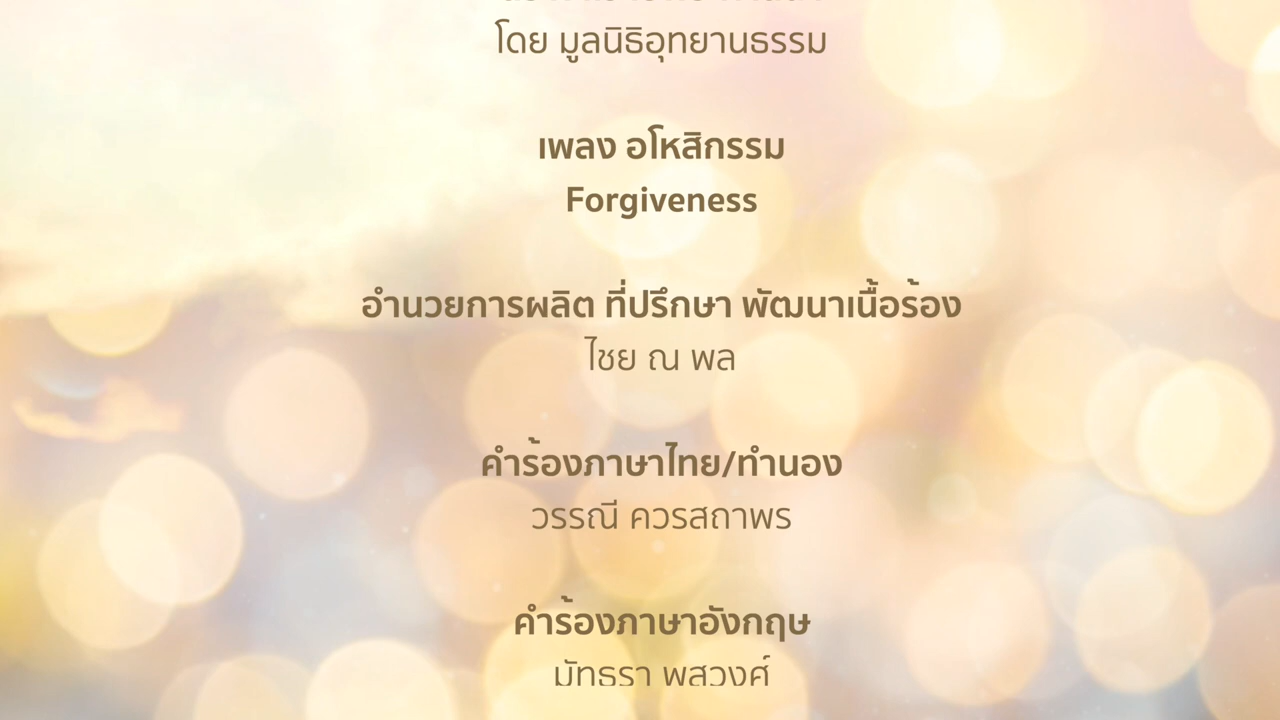 โดย มูลนิธิอุทยานธรรม
เพลง อโหสิกรรม
Forgiveness
อำนวยการผลิต ที่ปรึกษา พัฒนาเนื้อร้อง
ไชย ณ พล
คำร้องภาษาไทย/ทำนอง
วรรณี ควรสถาพร
คำร้องภาษาอังกฤษ
มัทธรา พสวงศ์